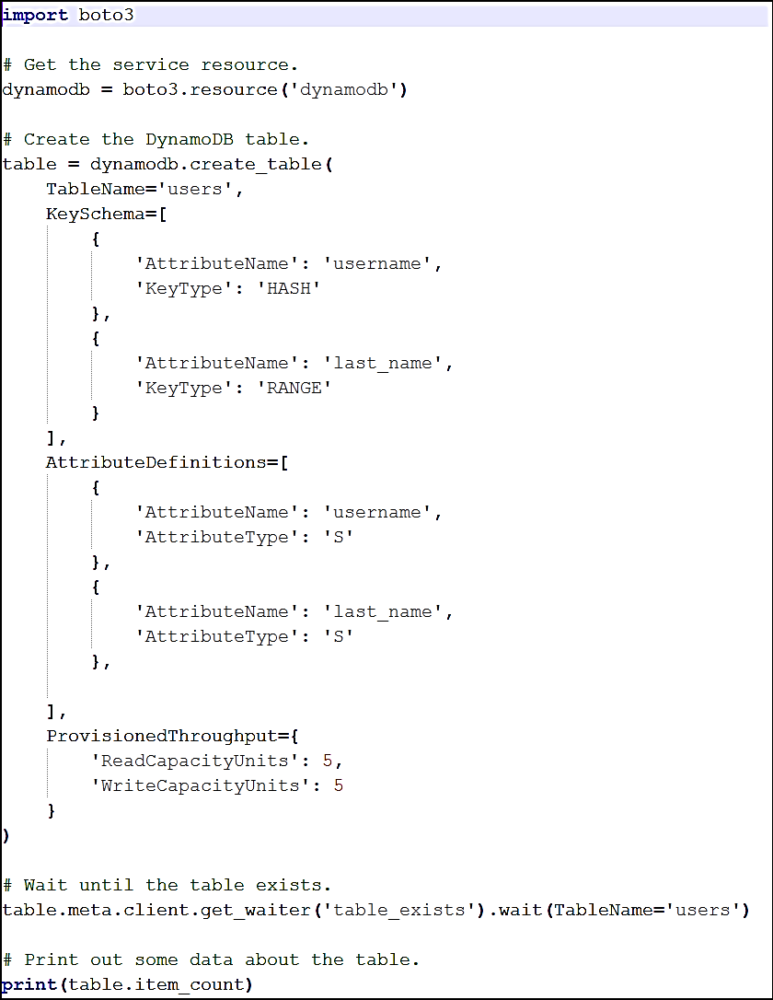 import boto3

# Get the service resource.
dynamodb = boto3.resource('dynamodb')

# Create the DynamoDB table.
table = dynamodb.create_table(
    TableName='users',
    KeySchema=[
        {
            'AttributeName': 'username',
            'KeyType': 'HASH'
        },
        {
            'AttributeName': 'last_name',
            'KeyType': 'RANGE'
        }
    ],
    AttributeDefinitions=[
        {
            'AttributeName': 'username',
            'AttributeType': 'S'
        },
        {
            'AttributeName': 'last_name',
            'AttributeType': 'S'
        },

    ],
    ProvisionedThroughput={
        'ReadCapacityUnits': 5,
        'WriteCapacityUnits': 5
    }
)

# Wait until the table exists.
table.meta.client.get_waiter('table_exists').wait(TableName='users')

# Print out some data about the table.
print(table.item_count)